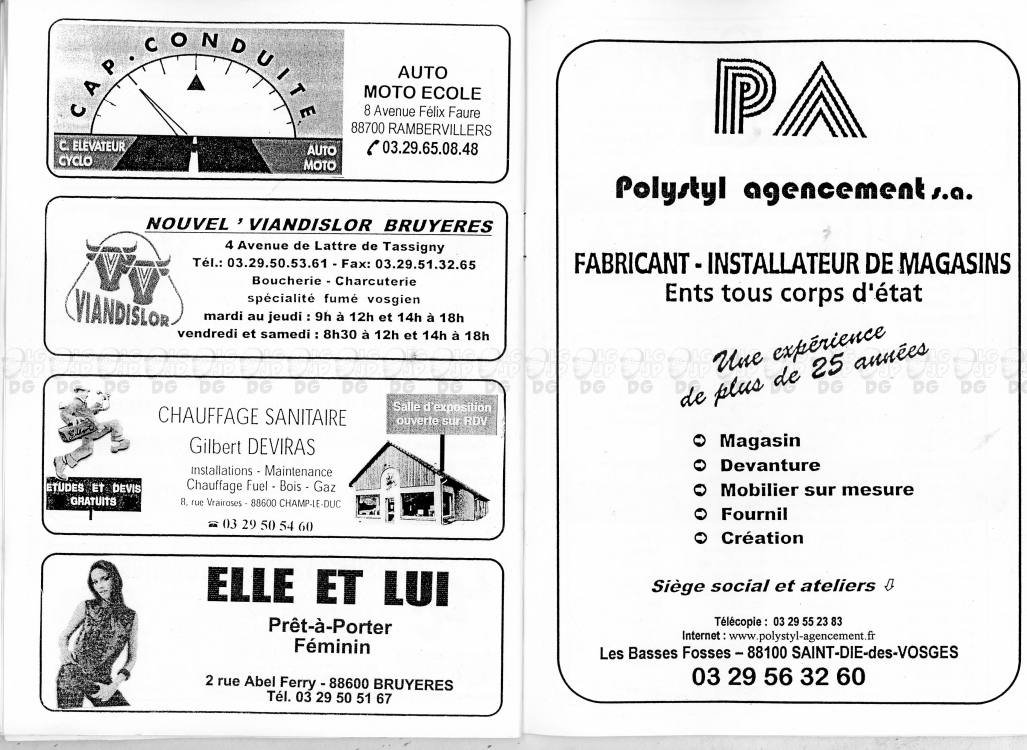 CAP. CONDUITE
C. ELEVATEUR
CYCLO
AUTO
MOTO
AUTO
MOTO ECOLE
8 Avenue Félix Faure
88700 RAMBERVILLERS
03.29.65.08.48
NOUVEL ' VIANDISLOR BRUYERES
4 Avenue de Lattre de Tassigny
Tél.: 03.29.50.53.61 - Fax: 03.29.51.32.65
Boucherie - Charcuterie
spécialité fumé vosgien
mardi au jeudi : 9h à 12h et 14h à 18h
vendredi et samedi : 8h30 à 12h et 14h à 18h
VIANDISLOR
CHAUFFAGE SANITAIRE
Gilbert DEVIRAS
Installations - Maintenance
Chauffage Fuel - Bois - Gaz
8, rue Vrairoses - 88600 CHAMP-LE-DUC
03 29 50 54 60
ETUDES ET DEVIS
GRATUITS
Salle d'exposition
ouverte sur RDV
ELLE ET LUI
Prêt-à-Porter
Féminin
2 rue Abel Ferry - 88600 BRUYERES
Tél. 03 29 50 51 67
PA
Polystyl agencement s.a.
FABRICANT - INSTALLATEUR DE MAGASINS
Ents tous corps d'état
Une expérience
de plus de 25 années
Magasin
Devanture
Mobilier sur mesure
Fournil
Création
Siège social et ateliers
Télécopie : 03 29 55 23 83
Internet : www.polystyl-agencement.fr
Les Basses Fosses – 88100 SAINT-DIE-des-VOSGES
03 29 56 32 60